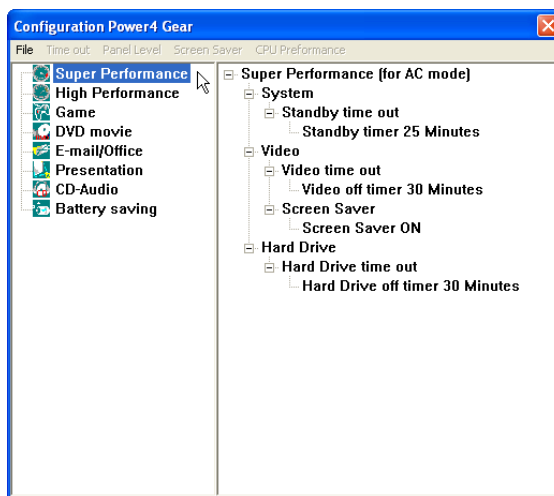 Configuration Power4 Gear
File Time out Panel Level Screen Saver CPU Preformance
Super Performance
High Performance
Game
DVD movie
E-mail/Office
Presentation
CD-Audio
Battery saving
Super Performance (for AC mode)
System
Standby time out
Standby timer 25 Minutes
Video
Video time out
Video off timer 30 Minutes
Screen Saver
Screen Saver ON
Hard Drive
Hard Drive time out
Hard Drive off timer 30 Minutes